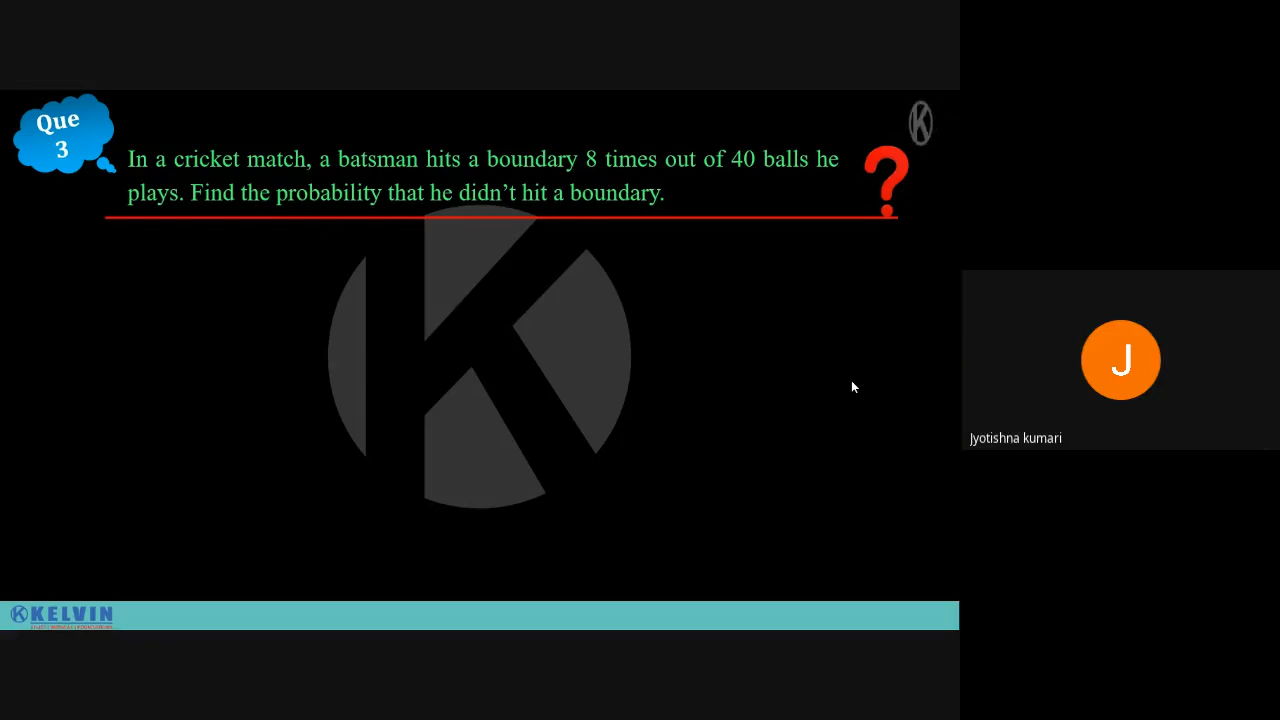 Que
3
In a cricket match, a batsman hits a boundary 8 times out of 40 balls he
plays. Find the probability that he didn’t hit a boundary.
?
K
J
Jyotishna kumari
KELVIN